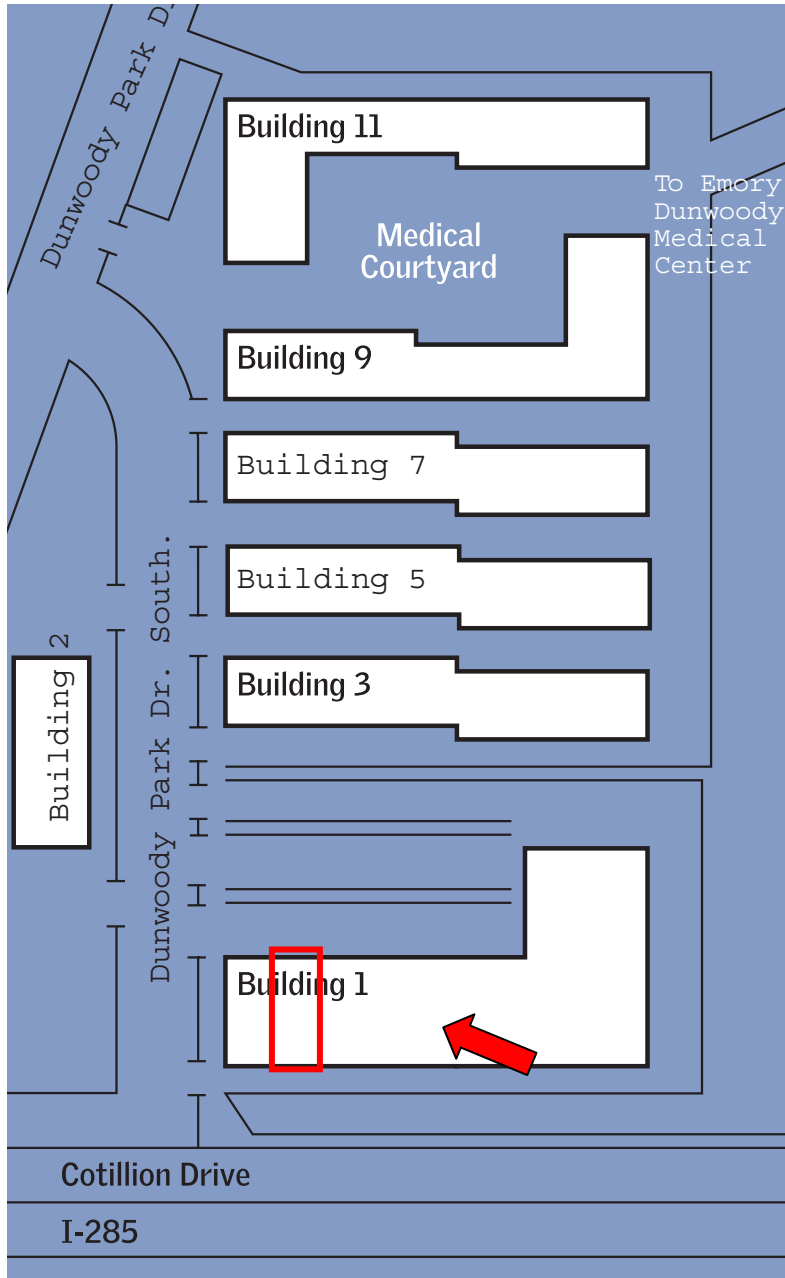 Dunwoody Park D
Building 11
To Emory
Dunwoody
Medical
Center
Medical
Courtyard
Building 9
Building 7
Building 5
Dunwoody Park Dr. South.
Building 2
Building 3
Building 1
Cotillion Drive
I-285